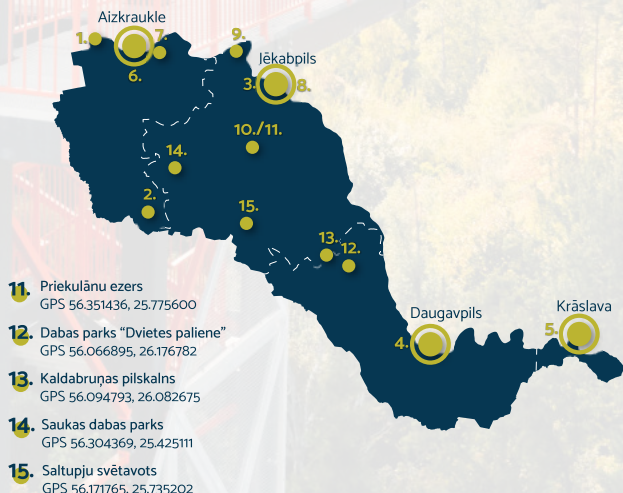 Aizkraukle
1.
7.
6.
9.
Jēkabpils
3.
8.
10./11.
14.
2.
15.
13.
12.
Daugavpils
4.
Krāslava
5.
11. Priekulānu ezers
GPS 56.351436, 25.775600
12. Dabas parks “Dvietes paliene”
GPS 56.066895, 26.176782
13. Kaldabruņas pilskalns
GPS 56.094793, 26.082675
14. Saukas dabas parks
GPS 56.304369, 25.425111
15. Saltupju svētavots
GPS 56.171765, 25.735202